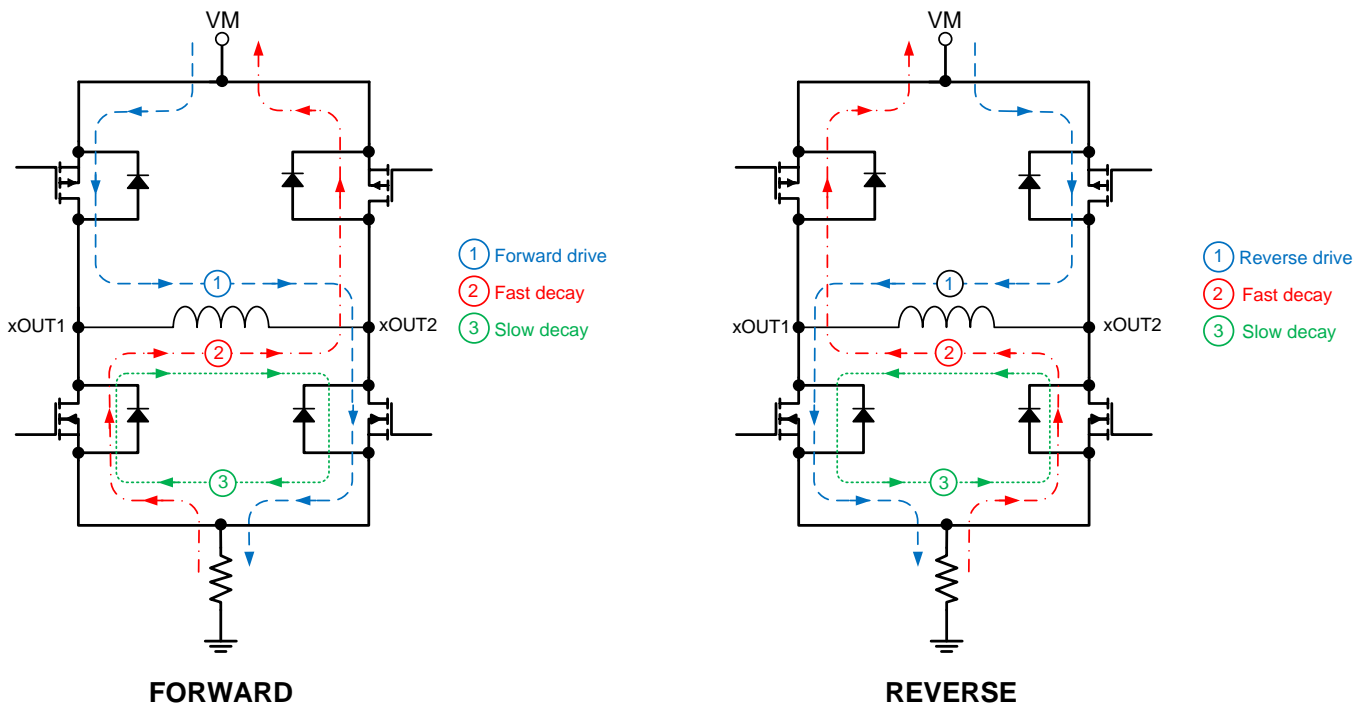 VM
1
xOUT1
xOUT2
2
3
1 Forward drive
2 Fast decay
3 Slow decay
FORWARD
VM
1
xOUT1
xOUT2
2
3
1 Reverse drive
2 Fast decay
3 Slow decay
REVERSE